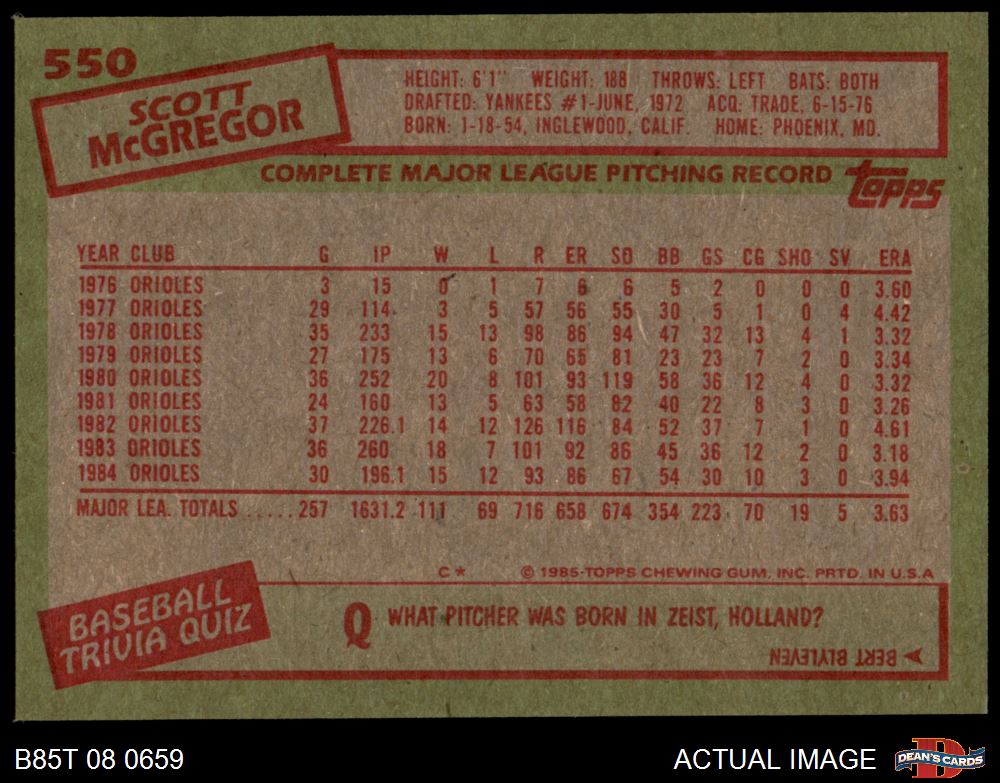 550
SCOTT
McGREGOR
HEIGHT: 6'1" WEIGHT: 188 THROWS: LEFT BATS: BOTH
DRAFTED: YANKEES #1-JUNE, 1972 ACQ: TRADE, 6-15-76
BORN: 1-18-54, INGLEWOOD, CALIF. HOME: PHOENIX, MD.
COMPLETE MAJOR LEAGUE PITCHING RECORD topps
YEAR CLUB G IP W L R ER SO BB GS CG SHO SV ERA
1976 ORIOLES 3 15 0 1 7 6 6 5 2 0 0 0 3.60
1977 ORIOLES 29 114 3 5 57 56 55 30 5 1 0 4 4.42
1978 ORIOLES 35 233 15 13 98 86 94 47 32 13 4 1 3.32
1979 ORIOLES 27 175 13 6 70 65 81 23 23 7 2 0 3.34
1980 ORIOLES 36 252 20 8 101 93 119 58 36 12 4 0 3.32
1981 ORIOLES 24 160 13 5 63 58 82 40 22 8 3 0 3.26
1982 ORIOLES 37 226.1 14 12 126 116 84 52 37 7 1 0 4.61
1983 ORIOLES 36 260 18 7 101 92 86 45 36 12 2 0 3.18
1984 ORIOLES 30 196.1 15 12 93 86 67 54 30 10 3 0 3.94
MAJOR LEA. TOTALS ..... 257 1631.2 111 69 716 658 674 354 223 70 19 5 3.63
C* © 1985 TOPPS CHEWING GUM, INC. PRTD. IN U.S.A
BASEBALL
TRIVIA QUIZ
Q WHAT PITCHER WAS BORN IN ZEIST, HOLLAND?
BERT BLYLEVEN
B85T 08 0659 ACTUAL IMAGE D DEAN'S CARDS